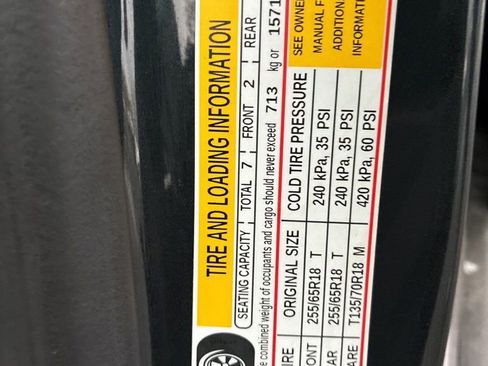 TIRE AND LOADING INFORMATION
SEATING CAPACITY TOTAL 7 FRONT 2 REAR
combined weight of occupants and cargo should never exceed 713 kg or 1571
ORIGINAL SIZE COLD TIRE PRESSURE SEE OWNE
255/65R18 T 240 kPa, 35 PSI MANUAL F
255/65R18 T 240 kPa, 35 PSI ADDITION
T135/70R18 M 420 kPa, 60 PSI INFORMAT